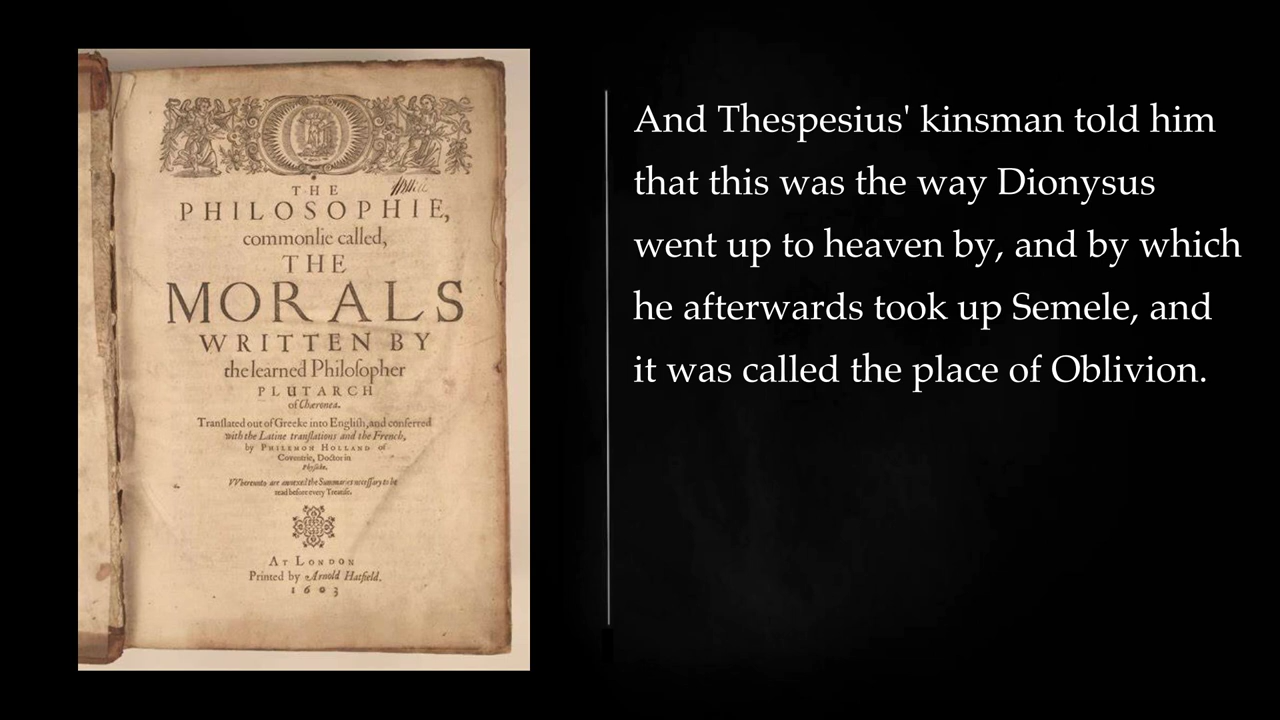 THE
PHILOSOPHIE,
commonlie called,
THE
MORALS
WRITTEN BY
the learned Philoſopher
PLUTARCH
of Chæronea.
Tranſlated out of Greeke into Engliſh, and conferred
with the Latine tranſlations and the French,
by PHILEMON HOLLAND of
Coventrie, Doctor in
Phyſicke.
VVhereunto are annexed the Summaries neceſſary to be
read before every Treatiſe.
AT LONDON
Printed by Arnold Hatfield.
1603
And Thespesius' kinsman told him
that this was the way Dionysus
went up to heaven by, and by which
he afterwards took up Semele, and
it was called the place of Oblivion.